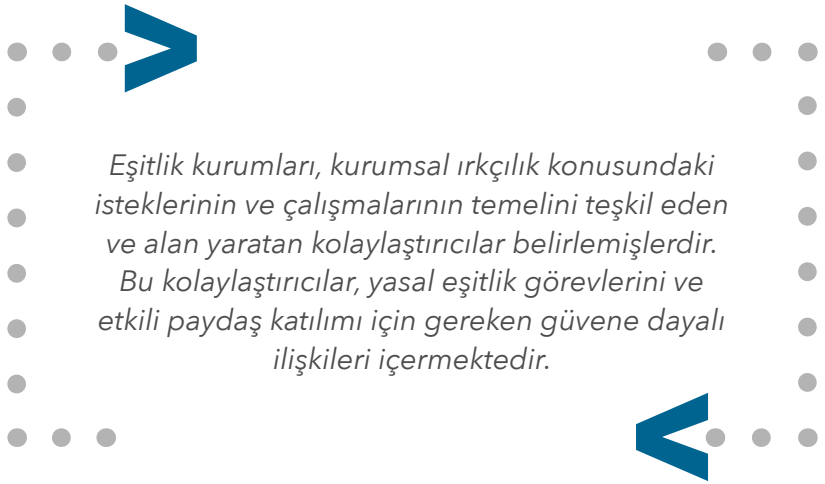 Eşitlik kurumları, kurumsal ırkçılık konusundaki
isteklerinin ve çalışmalarının temelini teşkil eden
ve alan yaratan kolaylaştırıcılar belirlemişlerdir.
Bu kolaylaştırıcılar, yasal eşitlik görevlerini ve
etkili paydaş katılımı için gereken güvene dayalı
ilişkileri içermektedir.